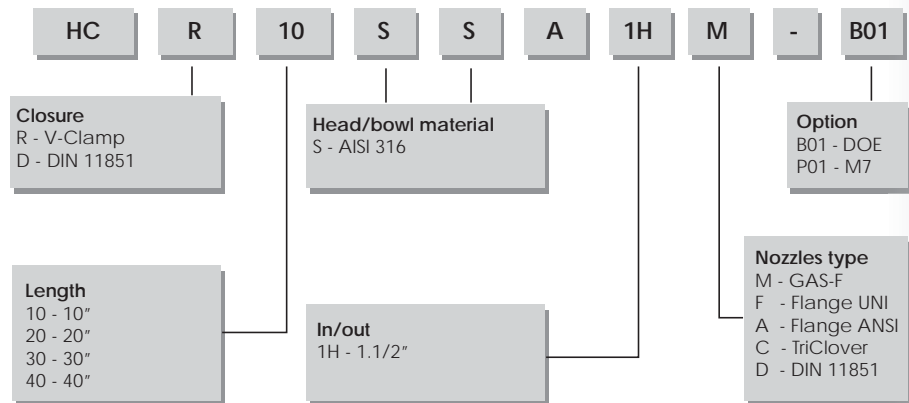 HC R 10 S S A 1H M - B01
Closure
R - V-Clamp
D - DIN 11851
Head/bowl material
S - AISI 316
Option
B01 - DOE
P01 - M7
Length
10 - 10"
20 - 20"
30 - 30"
40 - 40"
In/out
1H - 1.1/2"
Nozzles type
M - GAS-F
F - Flange UNI
A - Flange ANSI
C - TriClover
D - DIN 11851